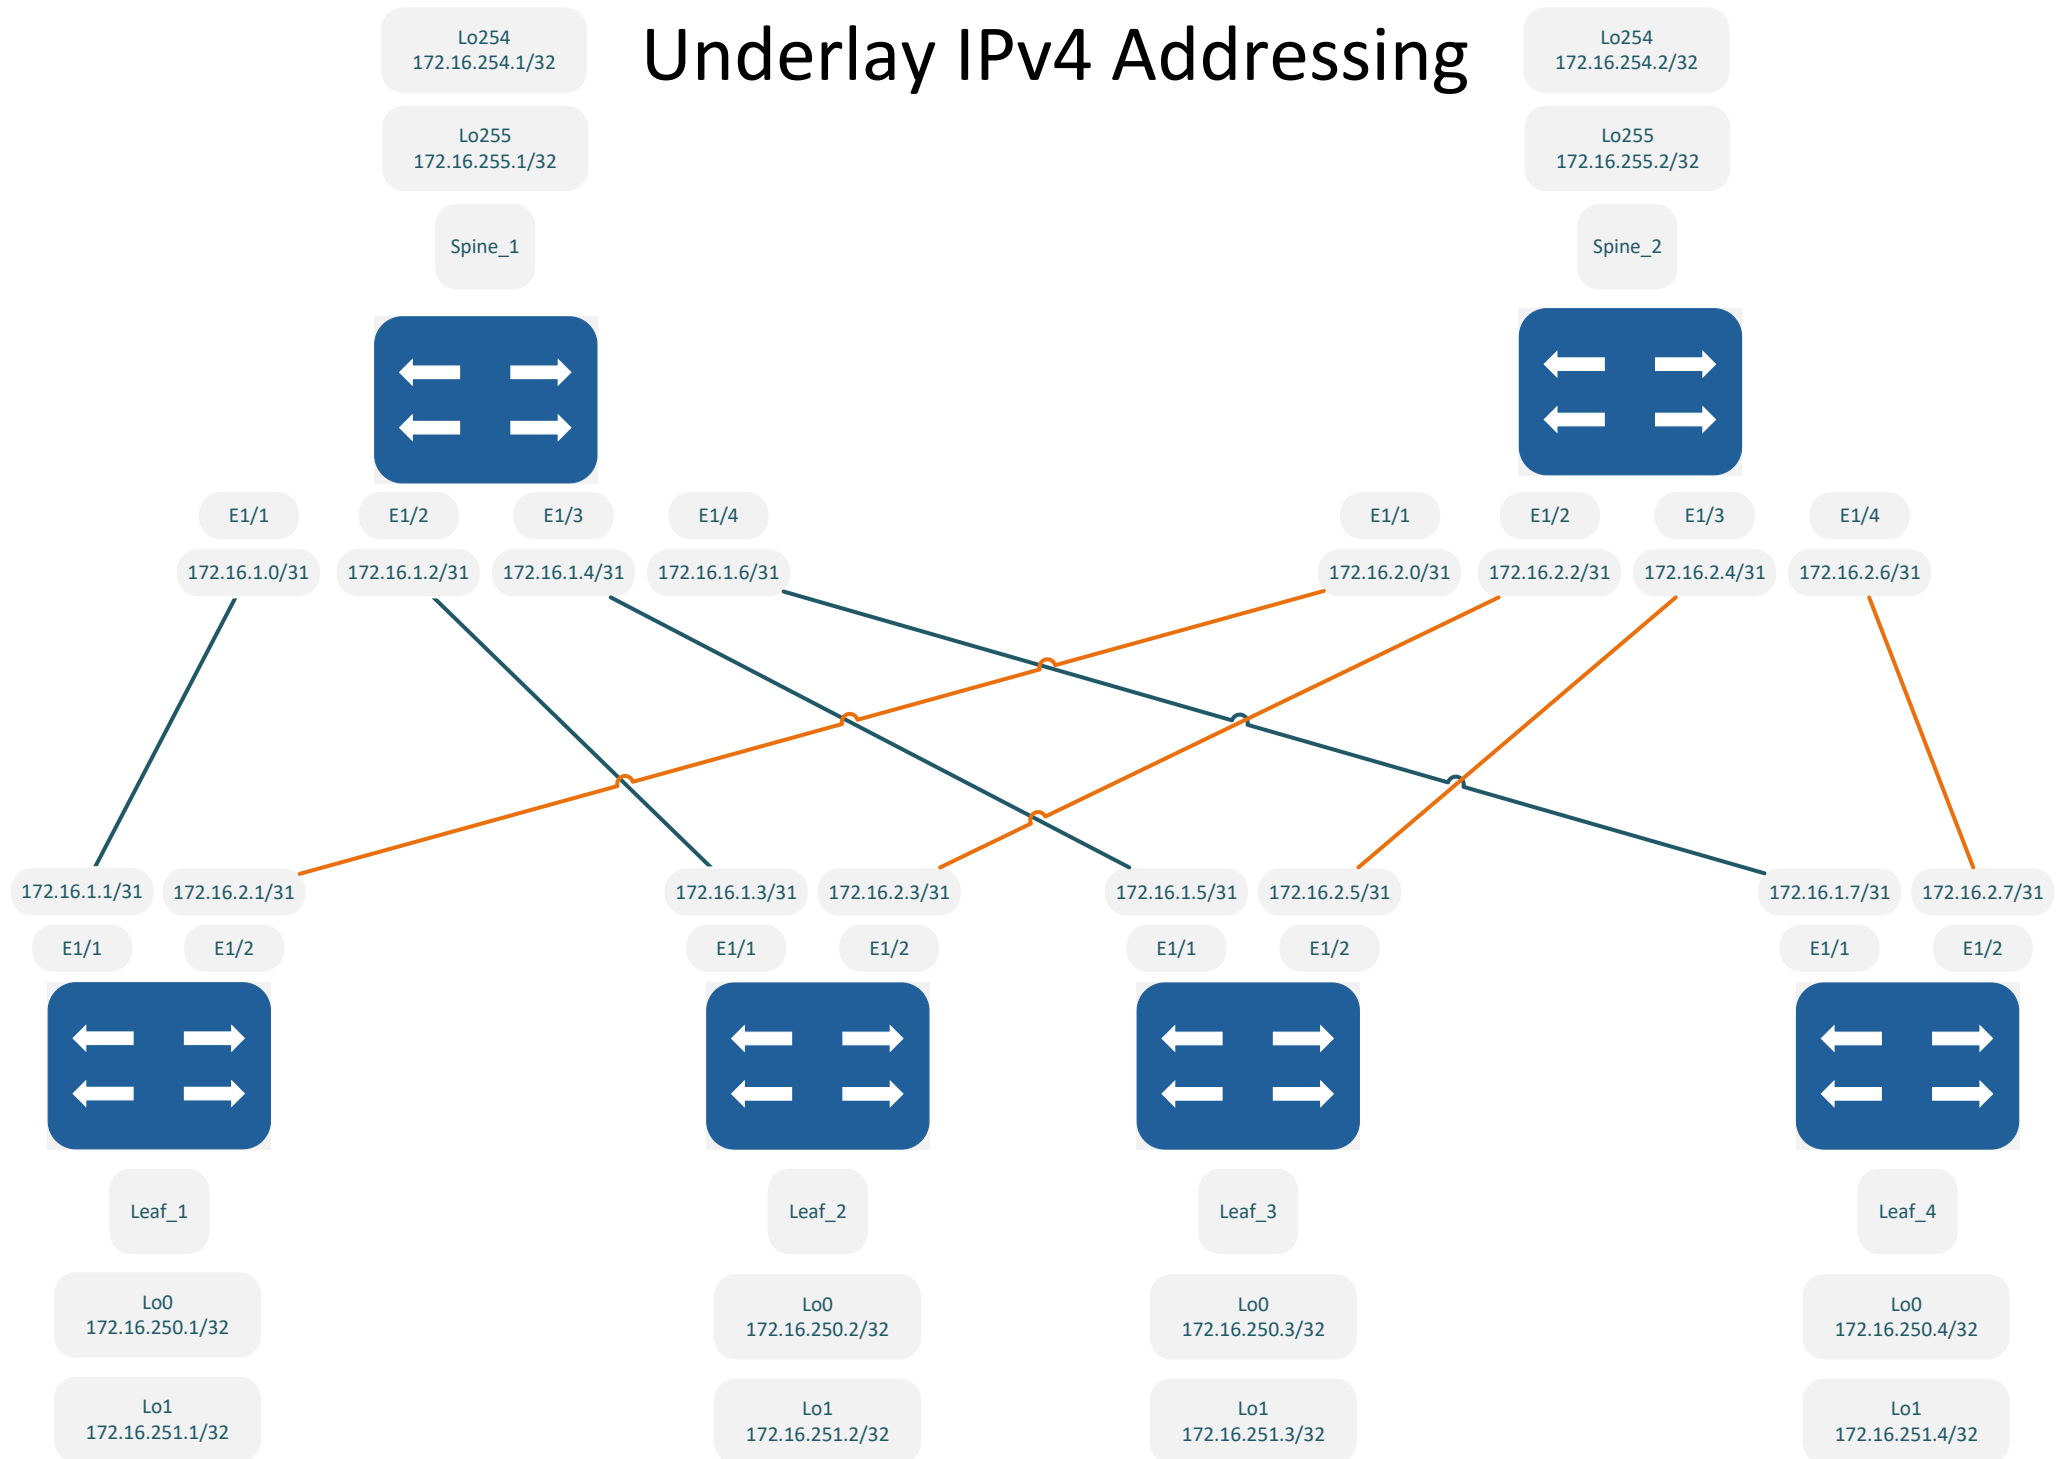 Underlay IPv4 Addressing
Lo254
172.16.254.1/32
Lo254
172.16.254.2/32
Lo255
172.16.255.1/32
Lo255
172.16.255.2/32
Spine_1
Spine_2
E1/1
E1/2
E1/3
E1/4
E1/1
E1/2
E1/3
E1/4
172.16.1.0/31
172.16.1.2/31
172.16.1.4/31
172.16.1.6/31
172.16.2.0/31
172.16.2.2/31
172.16.2.4/31
172.16.2.6/31
172.16.1.1/31
172.16.2.1/31
172.16.1.3/31
172.16.2.3/31
172.16.1.5/31
172.16.2.5/31
172.16.1.7/31
172.16.2.7/31
E1/1
E1/2
E1/1
E1/2
E1/1
E1/2
E1/1
E1/2
Leaf_1
Leaf_2
Leaf_3
Leaf_4
Lo0
172.16.250.1/32
Lo0
172.16.250.2/32
Lo0
172.16.250.3/32
Lo0
172.16.250.4/32
Lo1
172.16.251.1/32
Lo1
172.16.251.2/32
Lo1
172.16.251.3/32
Lo1
172.16.251.4/32